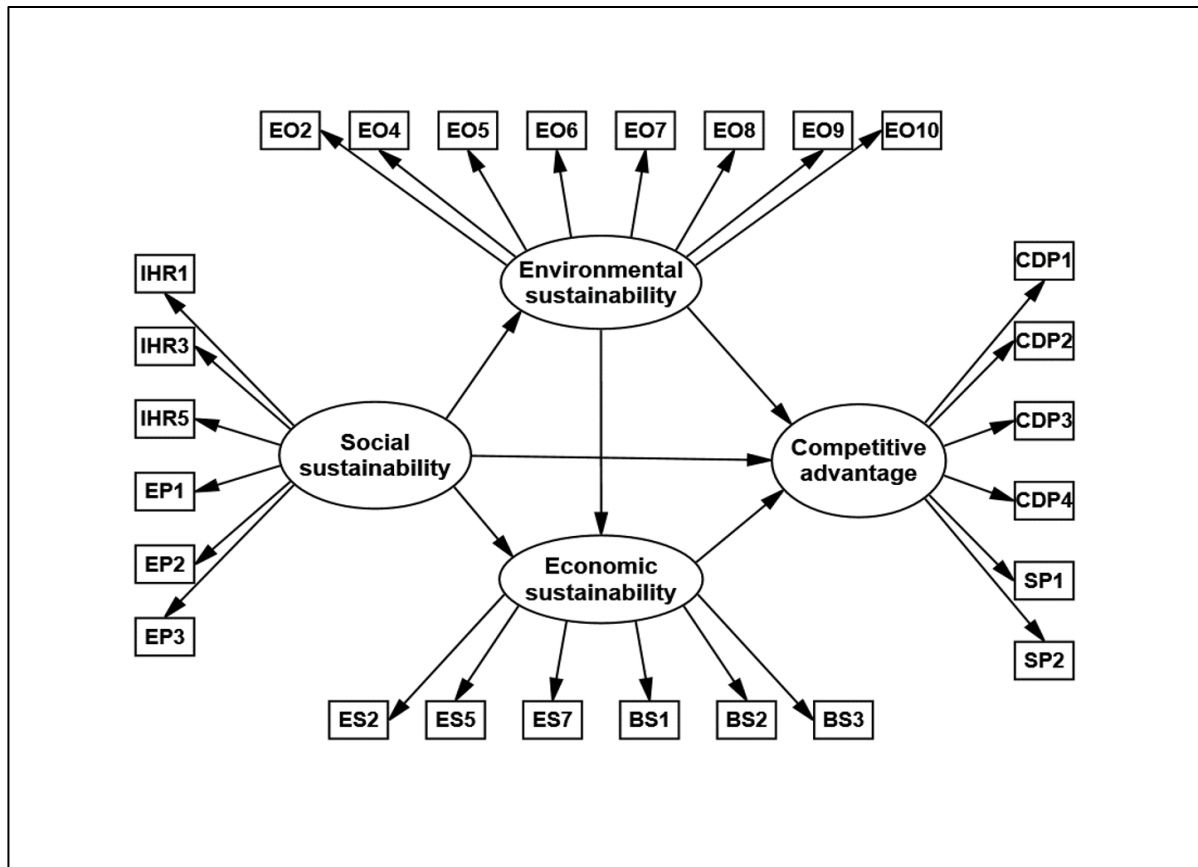 EO2
EO4
EO5
EO6
EO7
EO8
EO9
EO10
Environmental
sustainability
IHR1
IHR3
IHR5
EP1
EP2
EP3
Social
sustainability
Competitive
advantage
CDP1
CDP2
CDP3
CDP4
SP1
SP2
Economic
sustainability
ES2
ES5
ES7
BS1
BS2
BS3